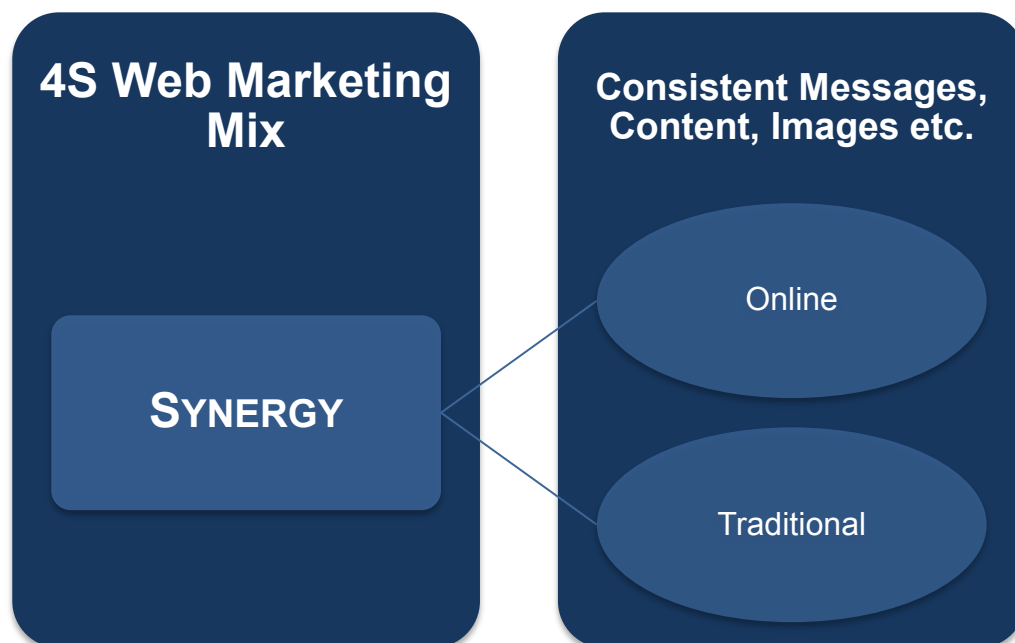 4S Web Marketing
Mix
Consistent Messages,
Content, Images etc.
Online
SYNERGY
Traditional